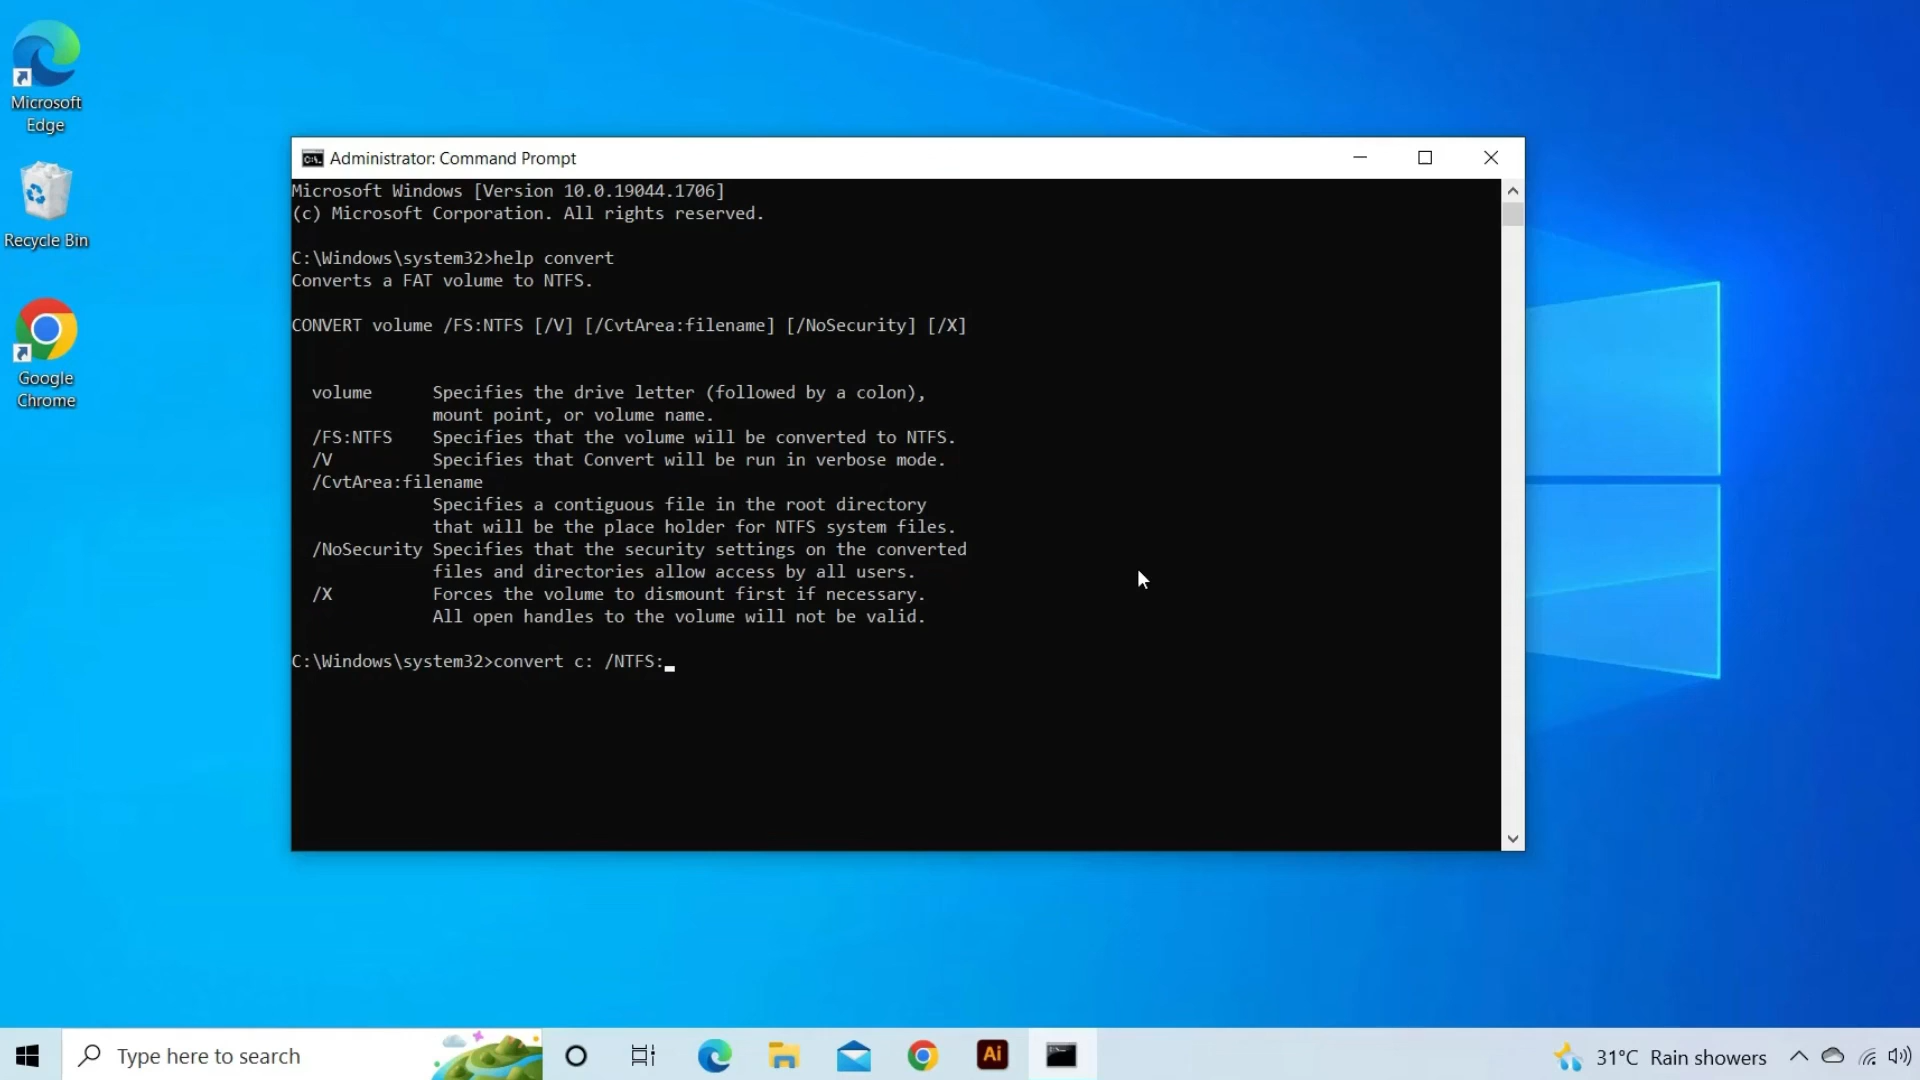 Microsoft
Edge
Recycle Bin
Google
Chrome
Administrator: Command Prompt
Microsoft Windows [Version 10.0.19044.1706]
(c) Microsoft Corporation. All rights reserved.
C:\Windows\system32>help convert
Converts a FAT volume to NTFS.
CONVERT volume /FS:NTFS [/V] [/CvtArea:filename] [/NoSecurity] [/X]
volume      Specifies the drive letter (followed by a colon),
mount point, or volume name.
/FS:NTFS    Specifies that the volume will be converted to NTFS.
/V          Specifies that Convert will be run in verbose mode.
/CvtArea:filename
Specifies a contiguous file in the root directory
that will be the place holder for NTFS system files.
/NoSecurity Specifies that the security settings on the converted
files and directories allow access by all users.
/X          Forces the volume to dismount first if necessary.
All open handles to the volume will not be valid.
C:\Windows\system32>convert c: /NTFS:_
Type here to search
Ai
31°C Rain showers